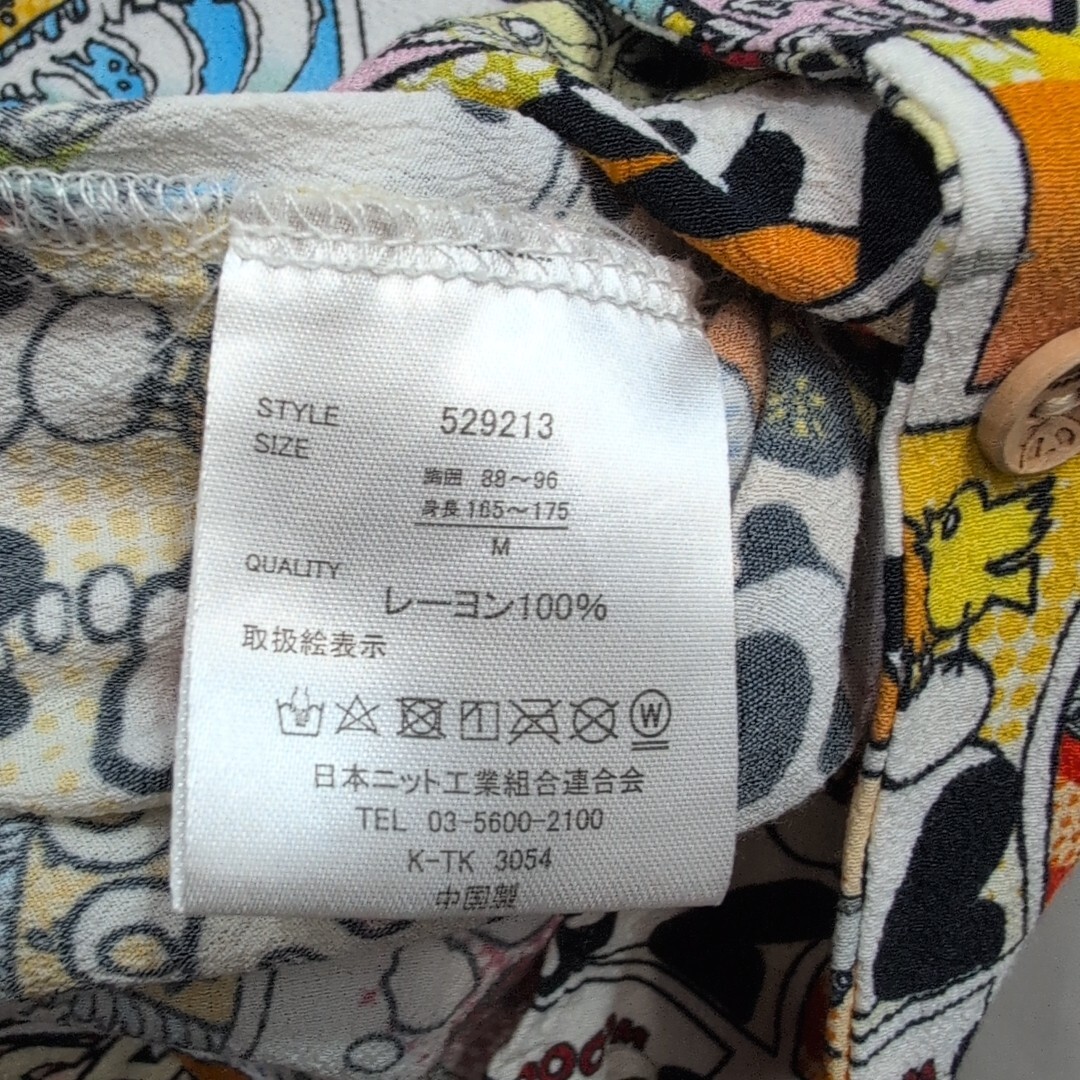 STYLE 529213
SIZE 胸囲 88～96
身長 165～175
M
QUALITY
レーヨン100%
取扱絵表示
W
日本ニット工業組合連合会
TEL 03-5600-2100
K-TK 3054
中国製